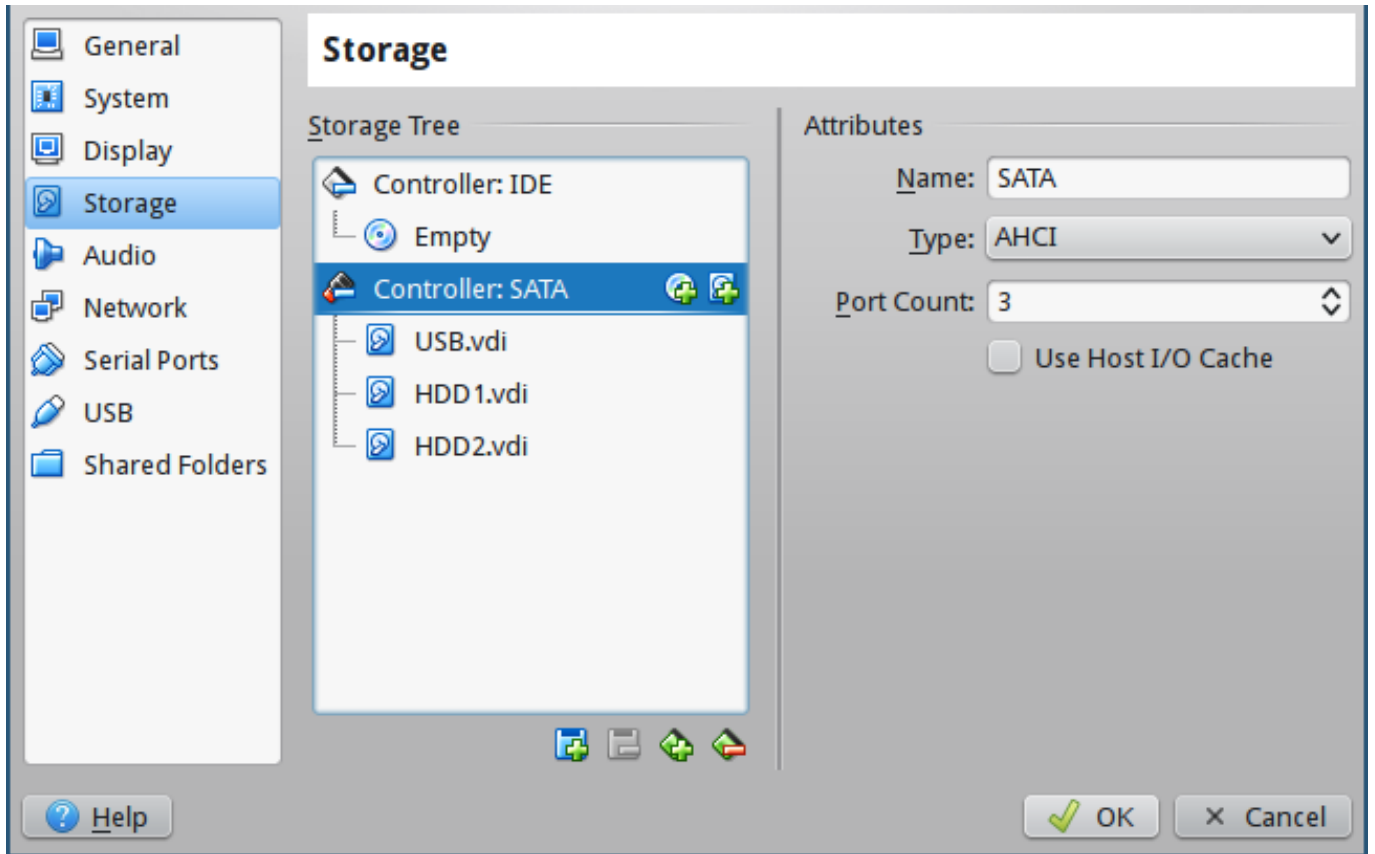 General
System
Display
Storage
Audio
Network
Serial Ports
USB
Shared Folders
Storage
Storage Tree
Controller: IDE
Empty
Controller: SATA
USB.vdi
HDD1.vdi
HDD2.vdi
Attributes
Name: SATA
Type: AHCI
Port Count: 3
Use Host I/O Cache
Help
OK
Cancel